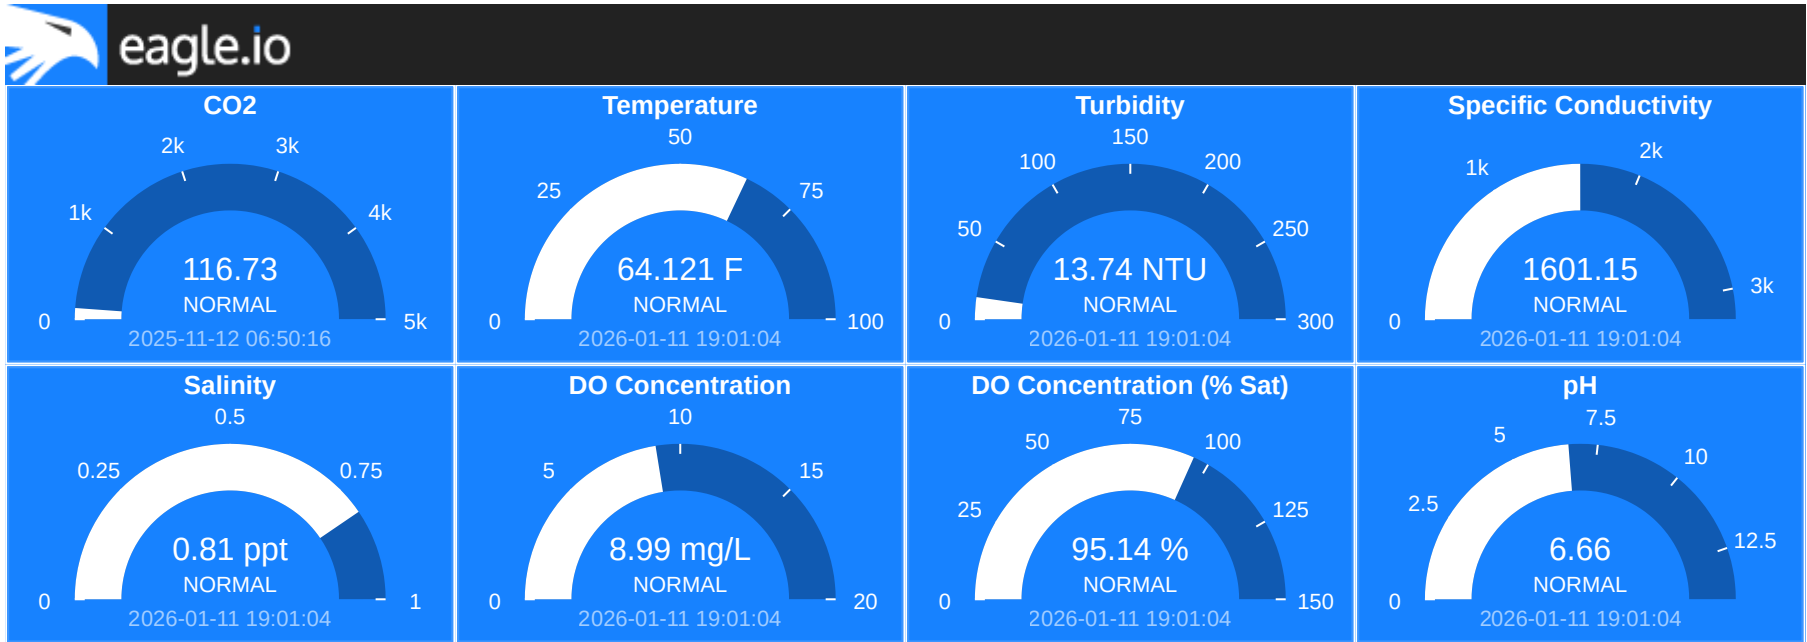 eagle.io
CO2
2k 3k
1k 4k
116.73
NORMAL
0 5k
2025-11-12 06:50:16
Temperature
50
25 75
64.121 F
NORMAL
0 100
2026-01-11 19:01:04
Turbidity
150
100 200
50 250
13.74 NTU
NORMAL
0 300
2026-01-11 19:01:04
Specific Conductivity
2k
1k
1601.15
3k
NORMAL
0
2026-01-11 19:01:04
Salinity
0.5
0.25 0.75
0.81 ppt
NORMAL
0 1
2026-01-11 19:01:04
DO Concentration
10
5 15
8.99 mg/L
NORMAL
0 20
2026-01-11 19:01:04
DO Concentration (% Sat)
75
50 100
25 125
95.14 %
NORMAL
0 150
2026-01-11 19:01:04
pH
7.5
5
10
2.5
12.5
6.66
NORMAL
0
2026-01-11 19:01:04